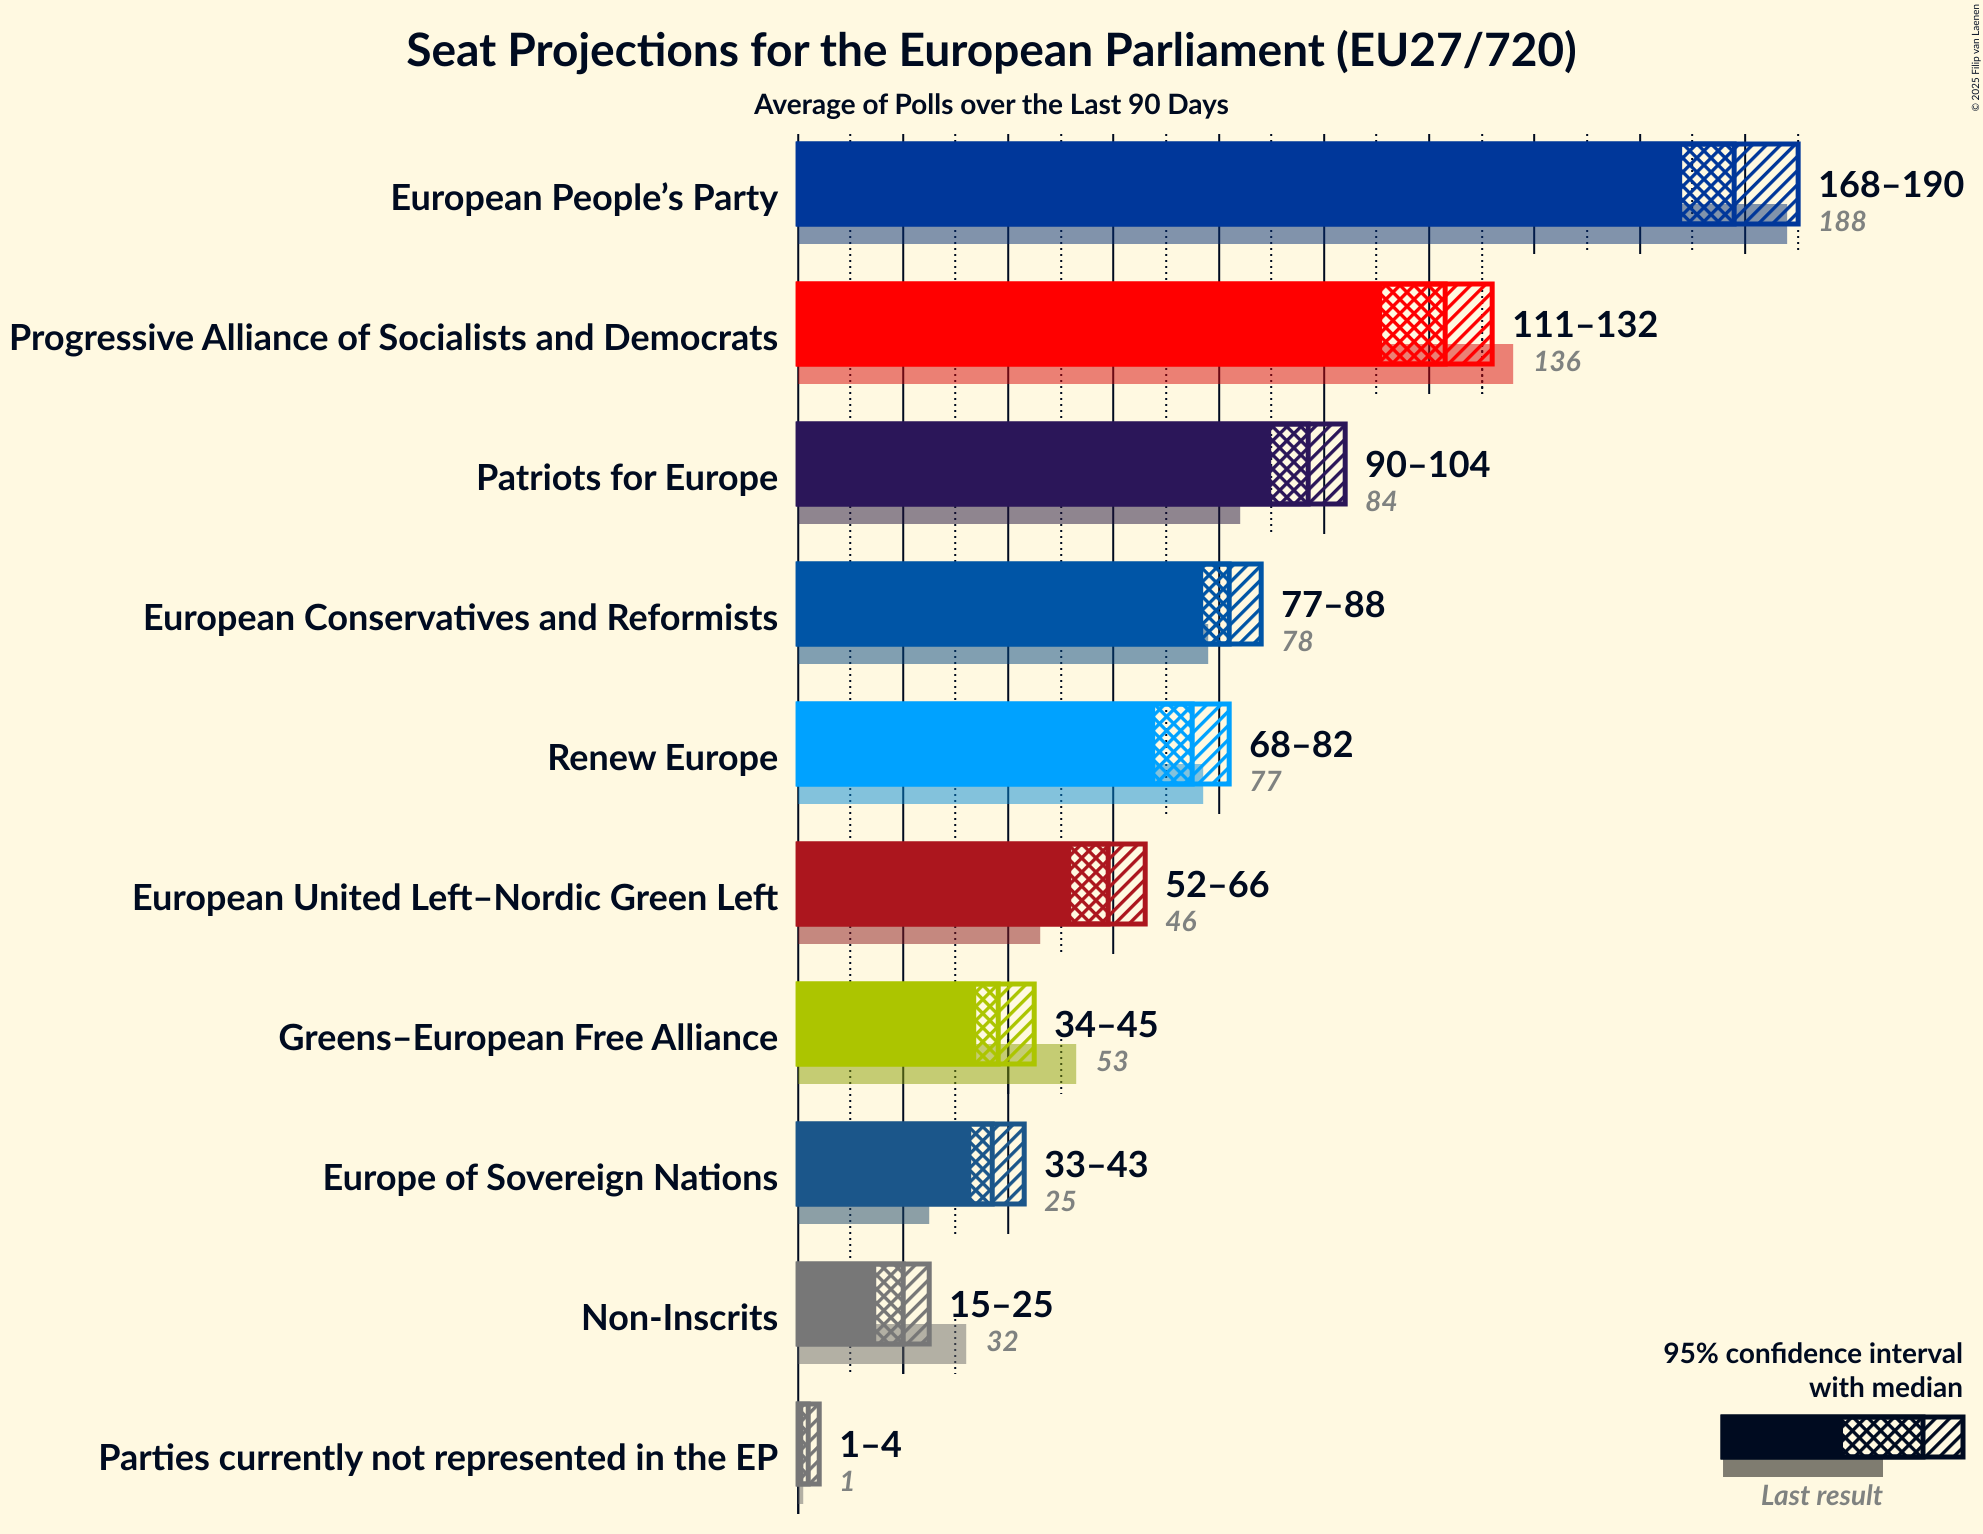 Seat Projections for the European Parliament (EU27/720)
Average of Polls over the Last 90 Days
© 2025 Filip van Laenen
European People’s Party
168–190
188
Progressive Alliance of Socialists and Democrats
111–132
136
Patriots for Europe
90–104
84
European Conservatives and Reformists
77–88
78
Renew Europe
68–82
77
European United Left–Nordic Green Left
52–66
46
Greens–European Free Alliance
34–45
53
Europe of Sovereign Nations
33–43
25
Non-Inscrits
15–25
32
Parties currently not represented in the EP
1–4
1
95% confidence interval
with median
Last result